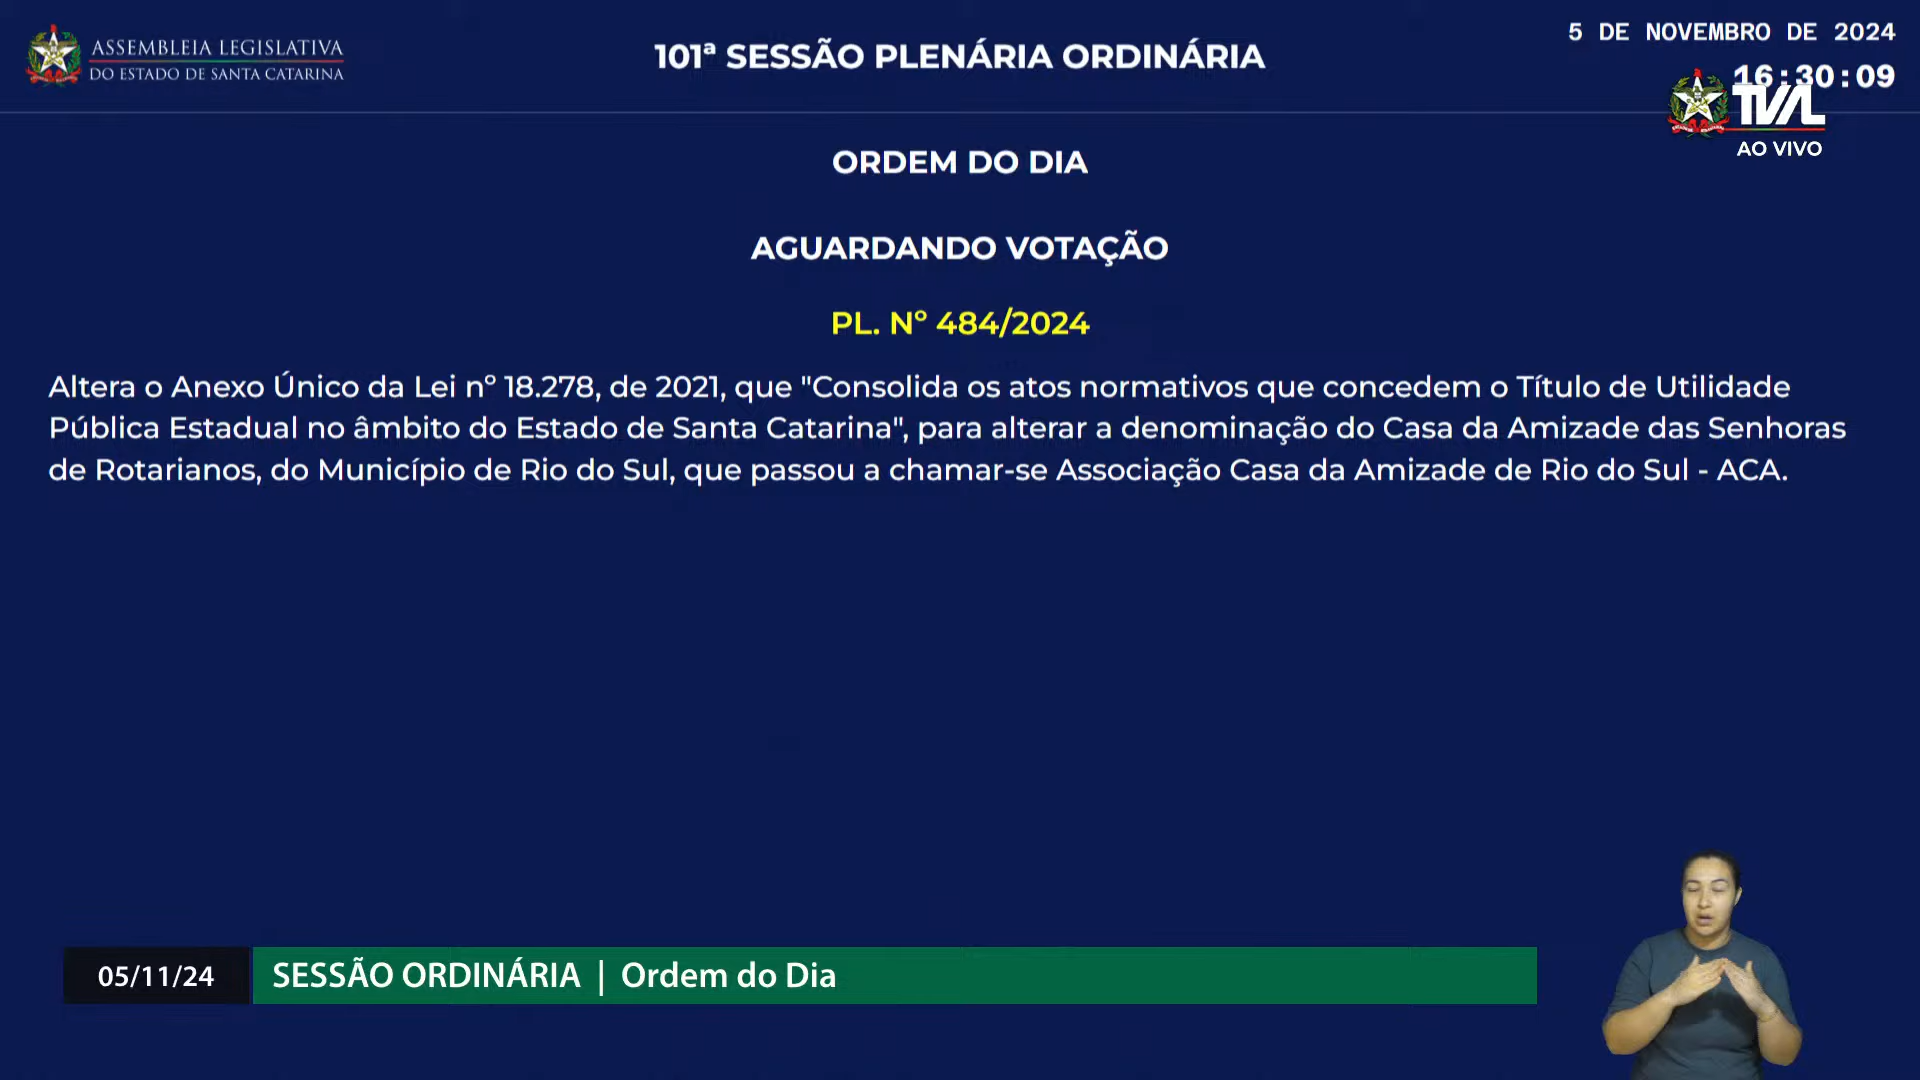 ASSEMBLEIA LEGISLATIVA
DO ESTADO DE SANTA CATARINA
101ª SESSÃO PLENÁRIA ORDINÁRIA
5 DE NOVEMBRO DE 2024
16:30:09
TVAL
AO VIVO
ORDEM DO DIA
AGUARDANDO VOTAÇÃO
PL. Nº 484/2024
Altera o Anexo Único da Lei nº 18.278, de 2021, que "Consolida os atos normativos que concedem o Título de Utilidade
Pública Estadual no âmbito do Estado de Santa Catarina", para alterar a denominação do Casa da Amizade das Senhoras
de Rotarianos, do Município de Rio do Sul, que passou a chamar-se Associação Casa da Amizade de Rio do Sul - ACA.
05/11/24
SESSÃO ORDINÁRIA | Ordem do Dia